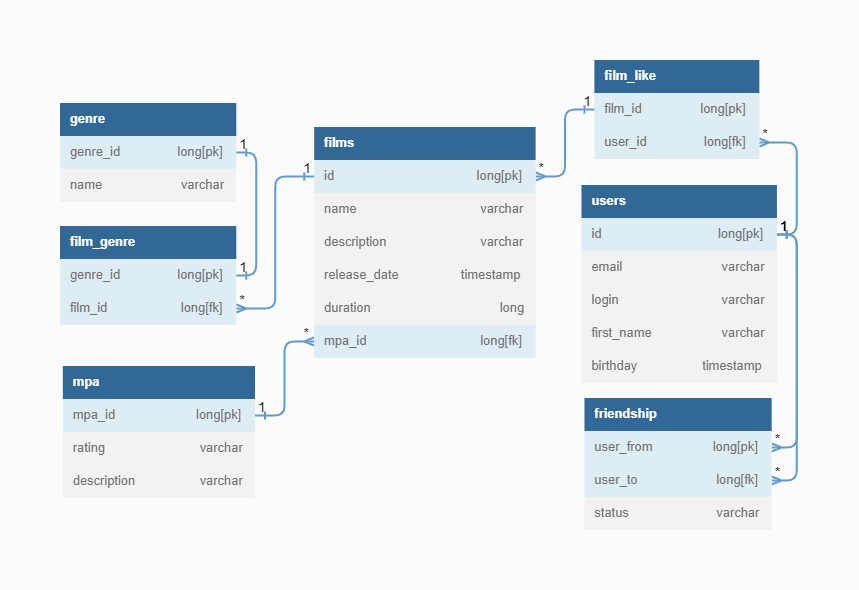 genre
genre_id long[pk]
name varchar
1
film_genre
genre_id long[pk]
film_id long[fk]
1
*
mpa
mpa_id long[pk]
rating varchar
description varchar
1
films
id long[pk]
name varchar
description varchar
release_date timestamp
duration long
mpa_id long[fk]
1
*
*
film_like
film_id long[pk]
user_id long[fk]
1
*
users
id long[pk]
email varchar
login varchar
first_name varchar
birthday timestamp
1
friendship
user_from long[pk]
user_to long[fk]
status varchar
*
*